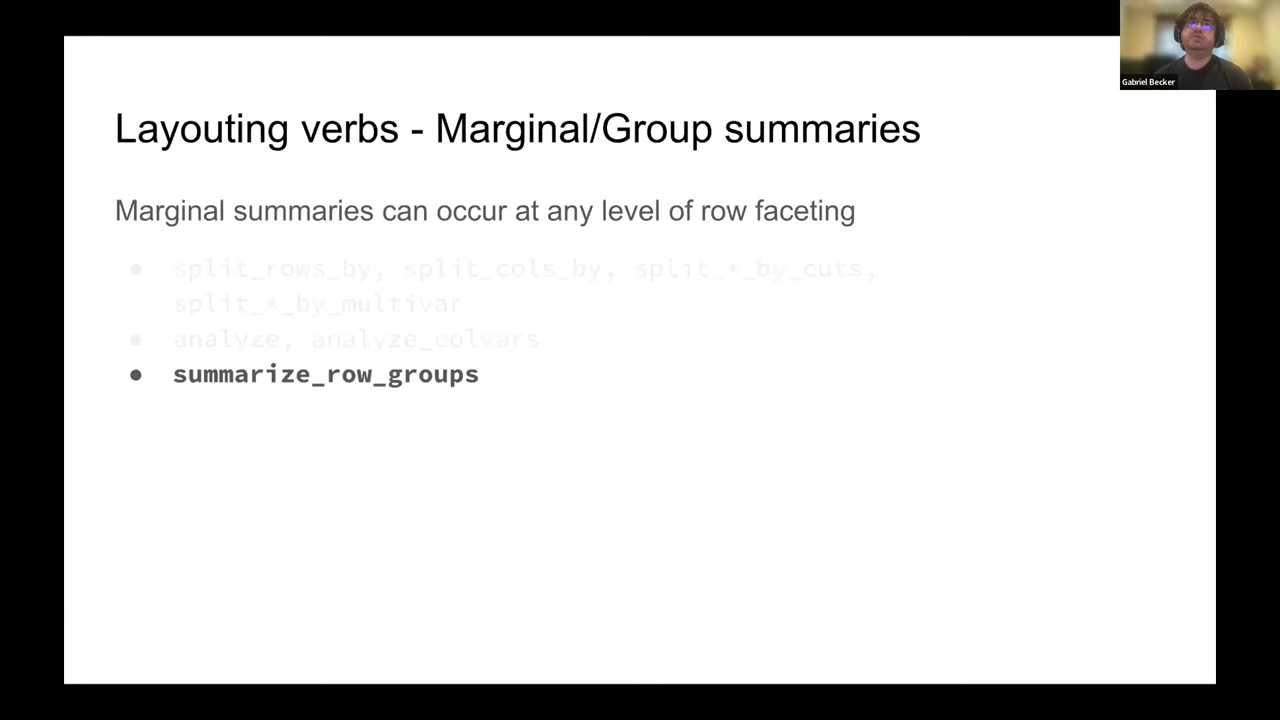 Gabriel Becker
Layouting verbs - Marginal/Group summaries
Marginal summaries can occur at any level of row faceting
● split_rows_by, split_cols_by, split_*_by_cuts,
split_*_by_multivar
● analyze, analyze_colvars
● summarize_row_groups